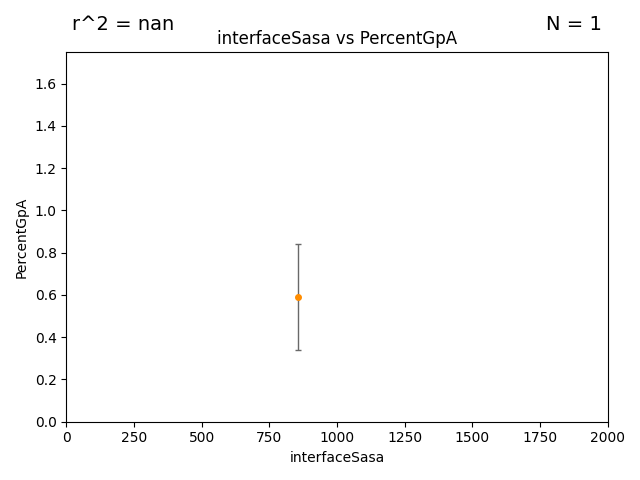 r^2 = nan
N = 1
interfaceSasa vs PercentGpA
PercentGpA
1.6
1.4
1.2
1.0
0.8
0.6
0.4
0.2
0.0
0 250 500 750 1000 1250 1500 1750 2000
interfaceSasa